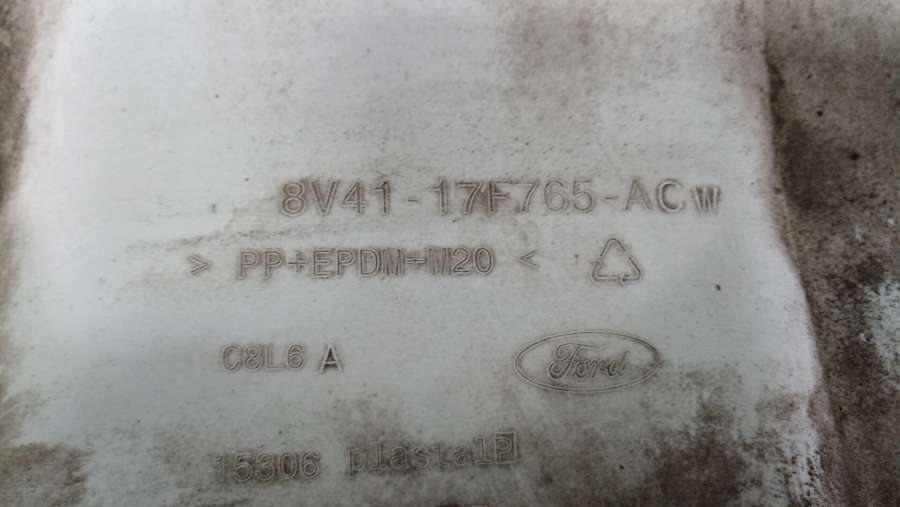 8V41-17F765-AC W
> PP+EPDM+M20 <
C8L6 A
Ford
15306 plastal P